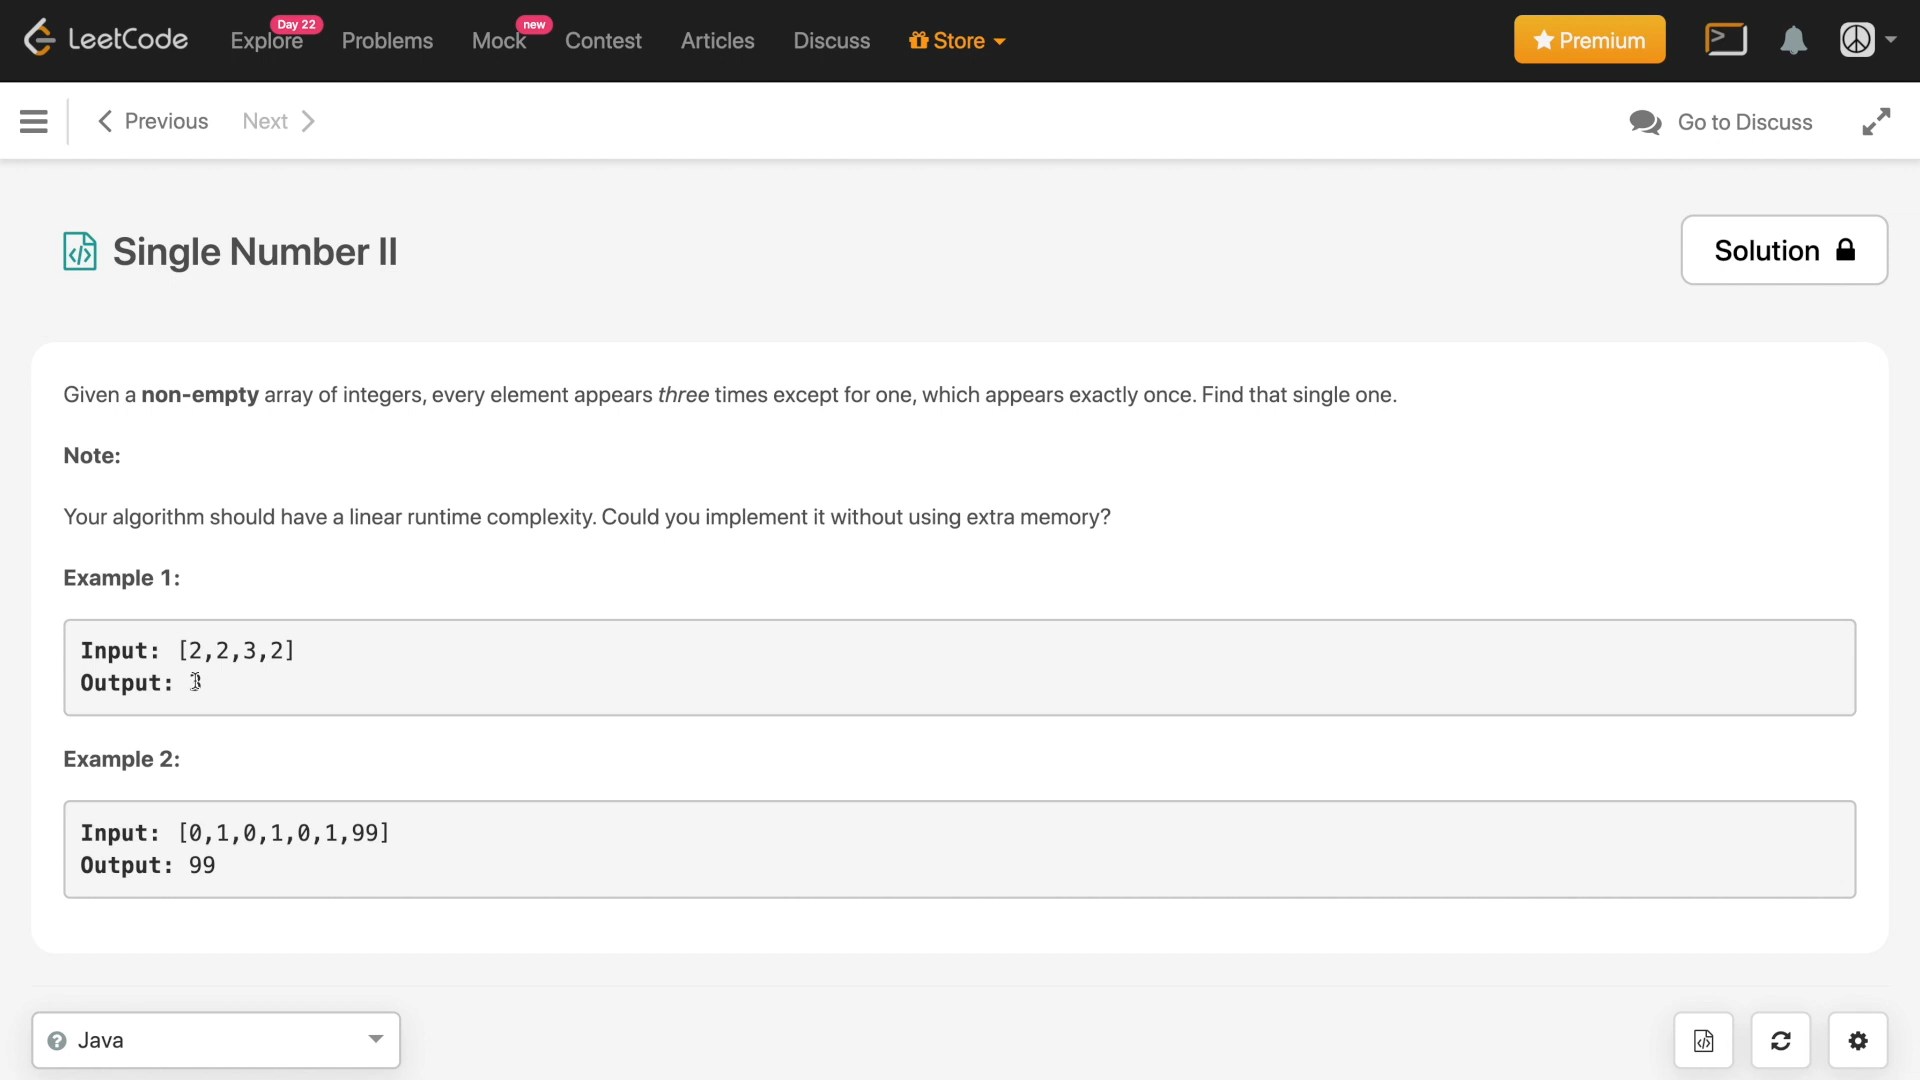 LeetCode Explore Day 22 Problems Mock new Contest Articles Discuss Store Premium
Previous Next Go to Discuss
Single Number II Solution
Given a non-empty array of integers, every element appears three times except for one, which appears exactly once. Find that single one.
Note:
Your algorithm should have a linear runtime complexity. Could you implement it without using extra memory?
Example 1:
Input: [2,2,3,2]
Output: 3
Example 2:
Input: [0,1,0,1,0,1,99]
Output: 99
Java